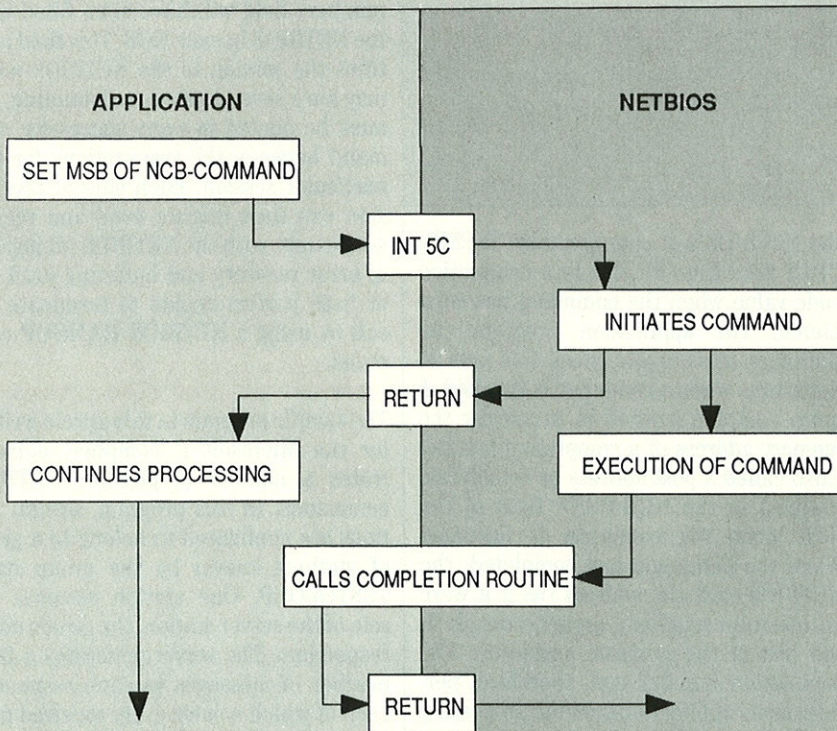 APPLICATION
NETBIOS
SET MSB OF NCB-COMMAND
INT 5C
INITIATES COMMAND
RETURN
CONTINUES PROCESSING
EXECUTION OF COMMAND
CALLS COMPLETION ROUTINE
RETURN